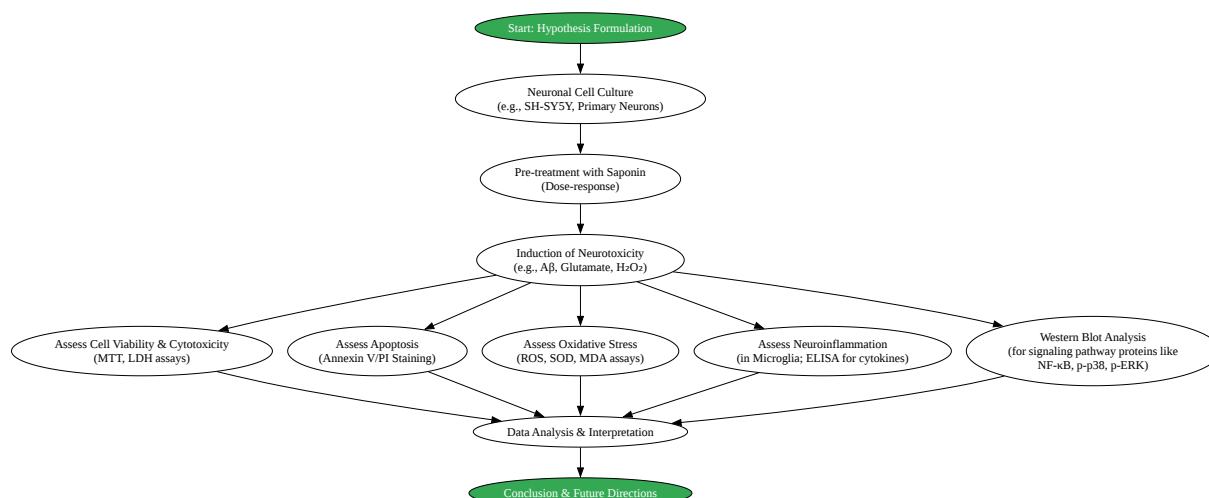 Start: Hypothesis Formulation
Neuronal Cell Culture
(e.g., SH-SY5Y, Primary Neurons)
Pre-treatment with Saponin
(Dose-response)
Induction of Neurotoxicity
(e.g., Aβ, Glutamate, H₂O₂)
Assess Cell Viability & Cytotoxicity
(MTT, LDH assays)
Assess Apoptosis
(Annexin V/PI Staining)
Assess Oxidative Stress
(ROS, SOD, MDA assays)
Assess Neuroinflammation
(in Microglia; ELISA for cytokines)
Western Blot Analysis
(for signaling pathway proteins like
NF-κB, p-p38, p-ERK)
Data Analysis & Interpretation
Conclusion & Future Directions